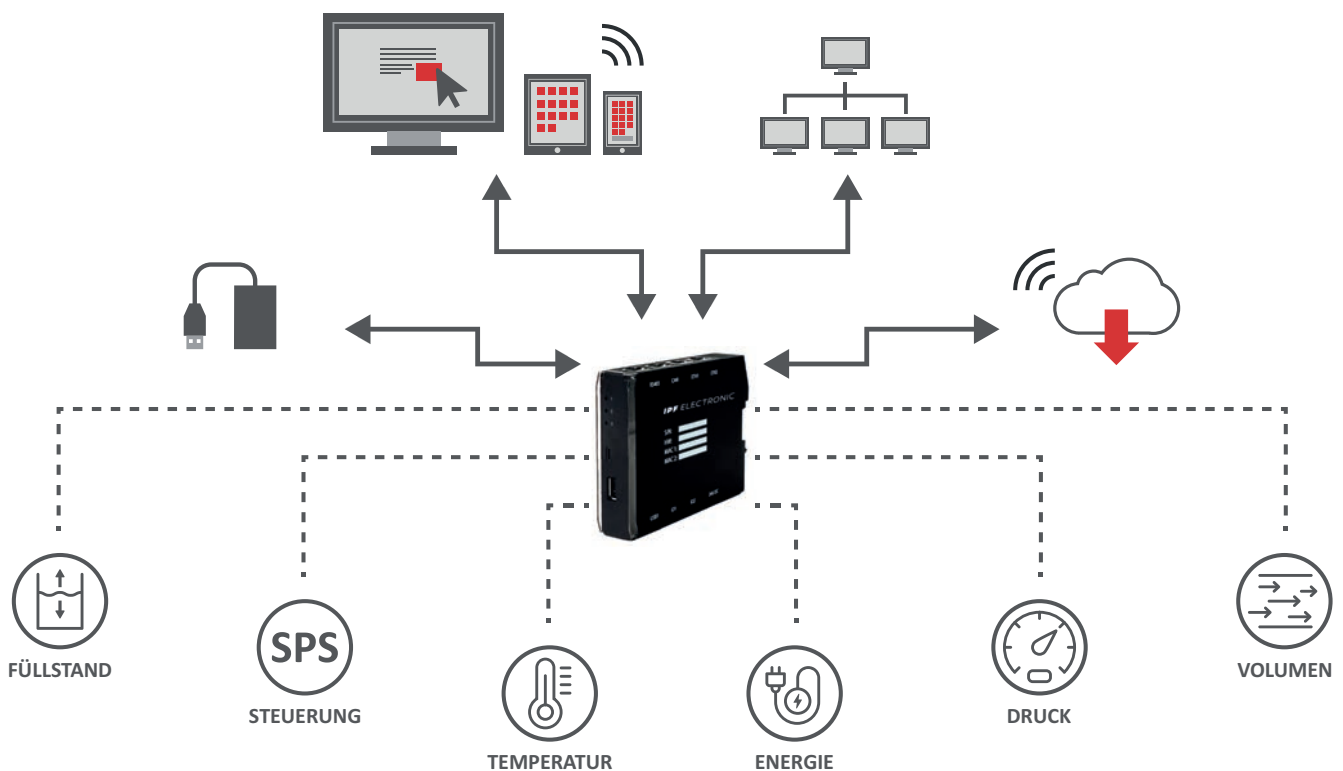 IPF ELECTRONIC
SPS
FÜLLSTAND
VOLUMEN
STEUERUNG
DRUCK
TEMPERATUR
ENERGIE